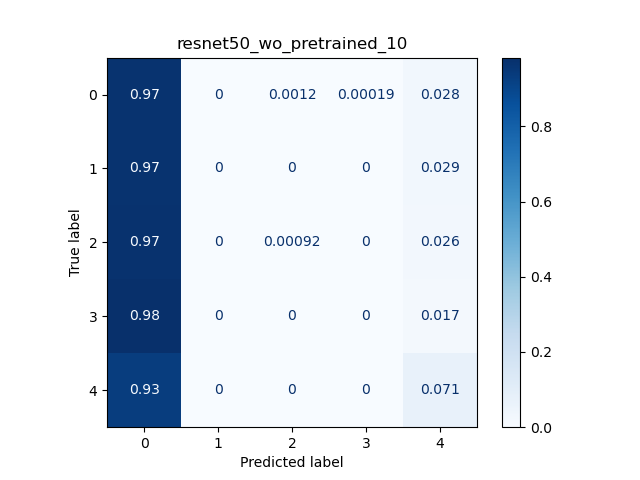 resnet50_wo_pretrained_10
0 0.97 0 0.0012 0.00019 0.028
0.8
1 0.97 0 0 0 0.029
0.6
True label
2 0.97 0 0.00092 0 0.026
0.4
3 0.98 0 0 0 0.017
0.2
4 0.93 0 0 0 0.071
0.0
0 1 2 3 4
Predicted label